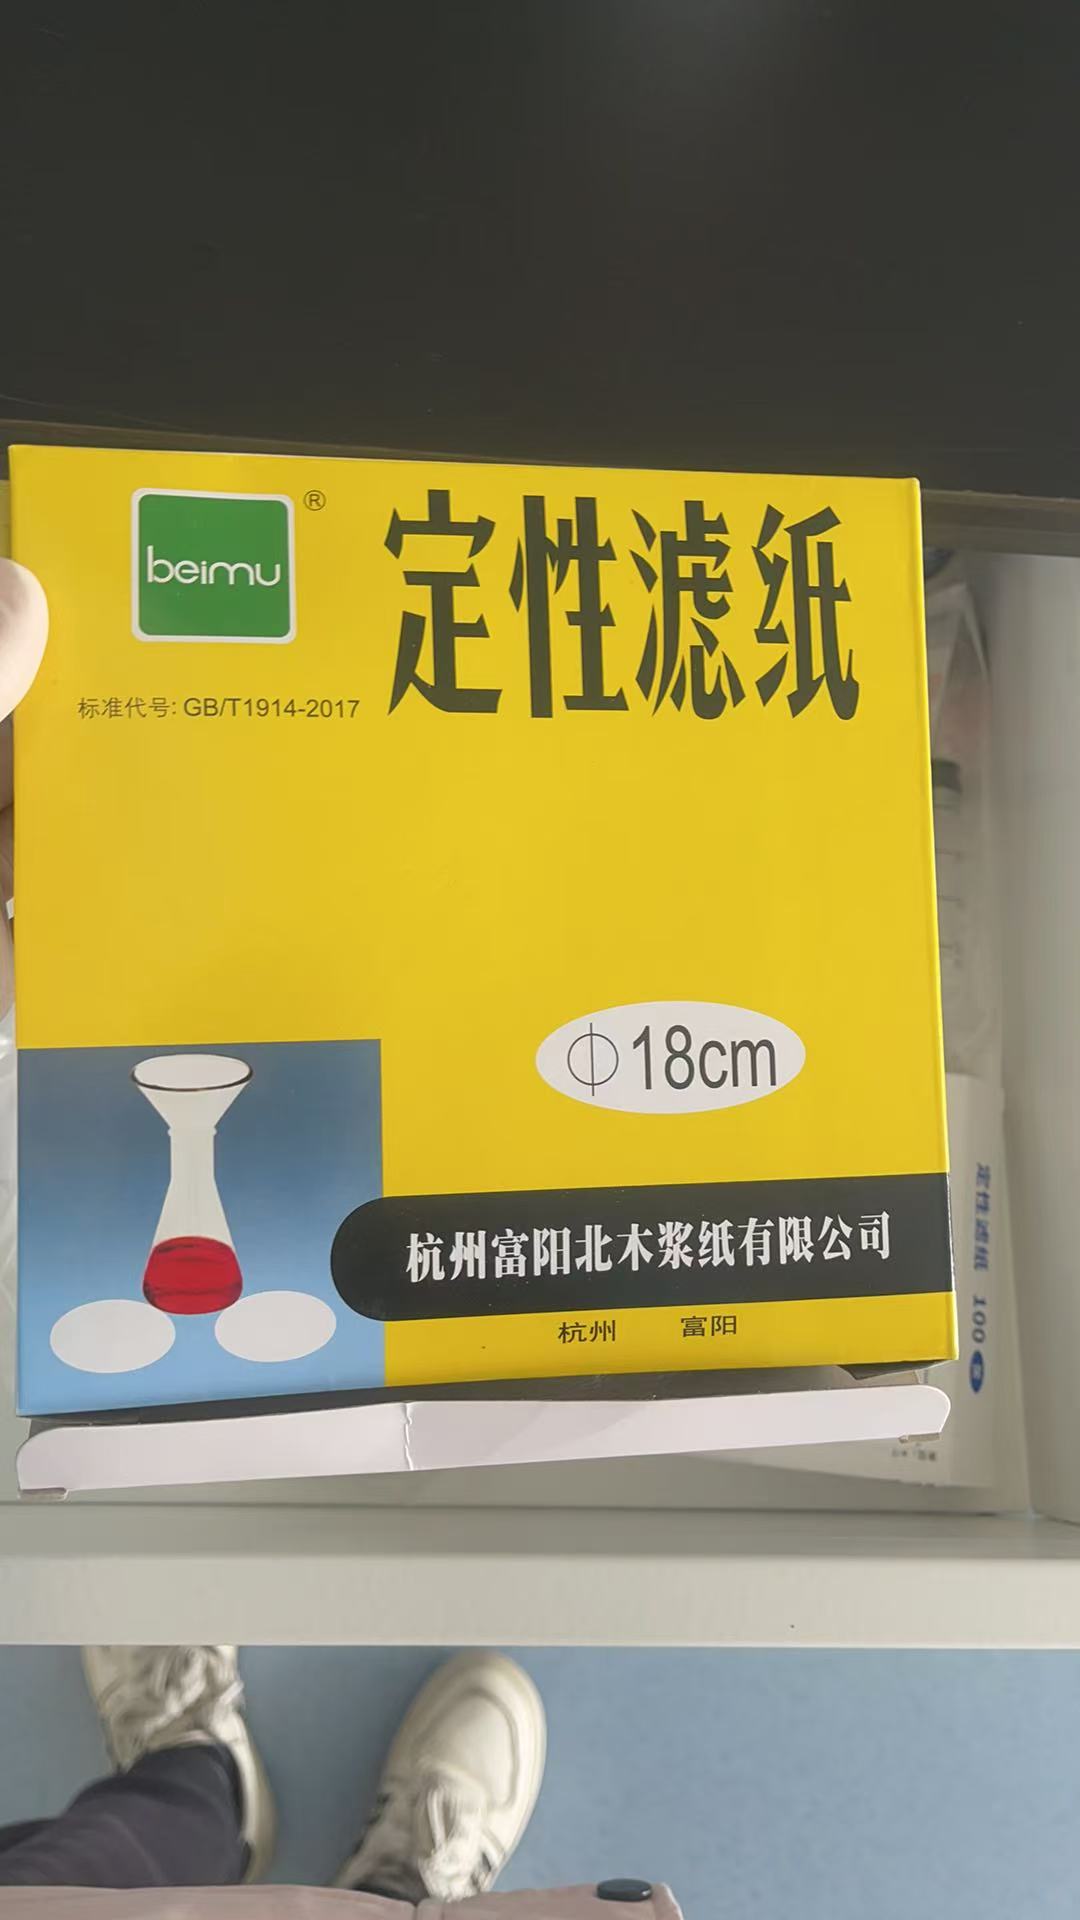 beimu
®
定性滤纸
标准代号: GB/T1914-2017
Φ18cm
杭州富阳北木浆纸有限公司
杭州 富阳
定性滤纸 100